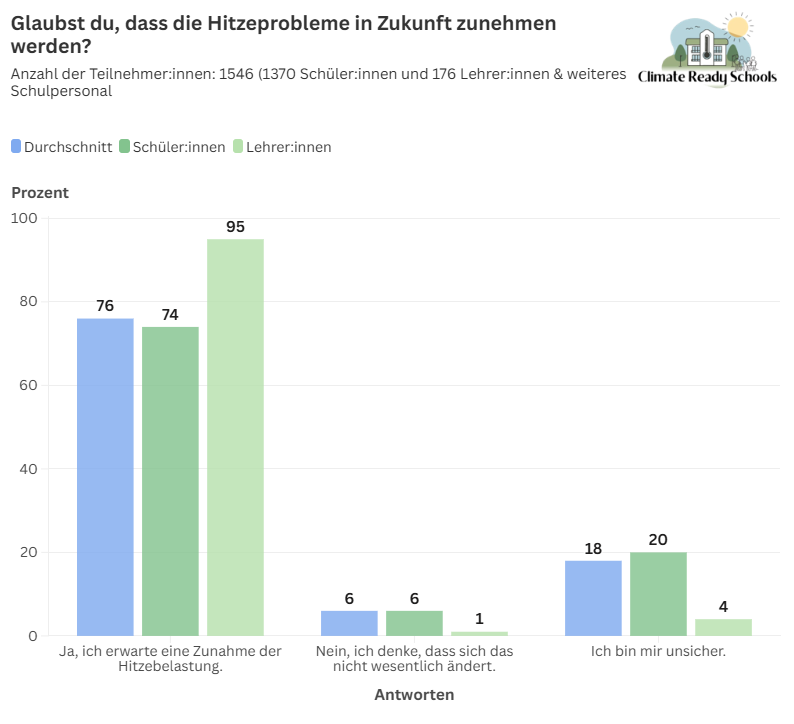 Glaubst du, dass die Hitzeprobleme in Zukunft zunehmen
werden?
Anzahl der Teilnehmer:innen: 1546 (1370 Schüler:innen und 176 Lehrer:innen & weiteres
Schulpersonal
Climate Ready Schools
Durchschnitt Schüler:innen Lehrer:innen
Prozent
100
80
60
40
20
0
76
74
95
6
6
1
18
20
4
Ja, ich erwarte eine Zunahme der
Hitzebelastung.
Nein, ich denke, dass sich das
nicht wesentlich ändert.
Ich bin mir unsicher.
Antworten